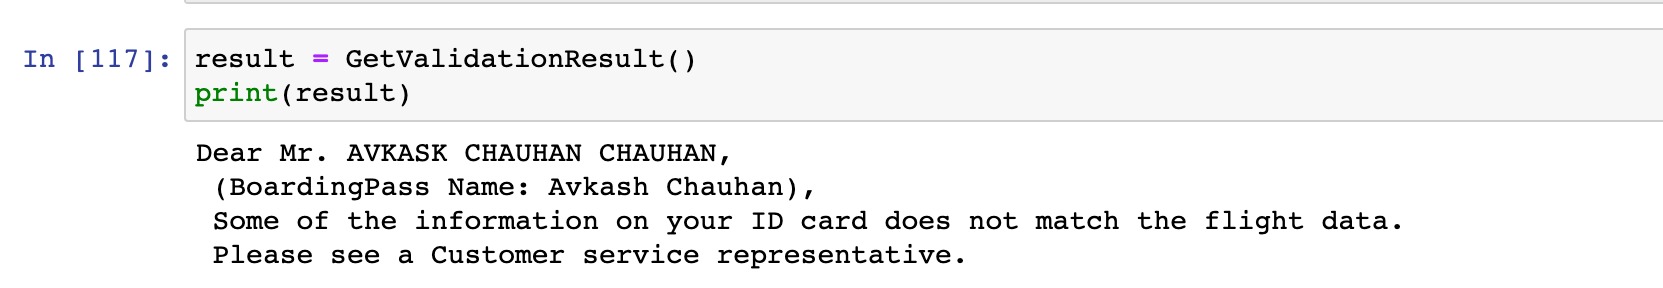 In [117]: result = GetValidationResult()
print(result)
Dear Mr. AVKASK CHAUHAN CHAUHAN,
(BoardingPass Name: Avkash Chauhan),
Some of the information on your ID card does not match the flight data.
Please see a Customer service representative.